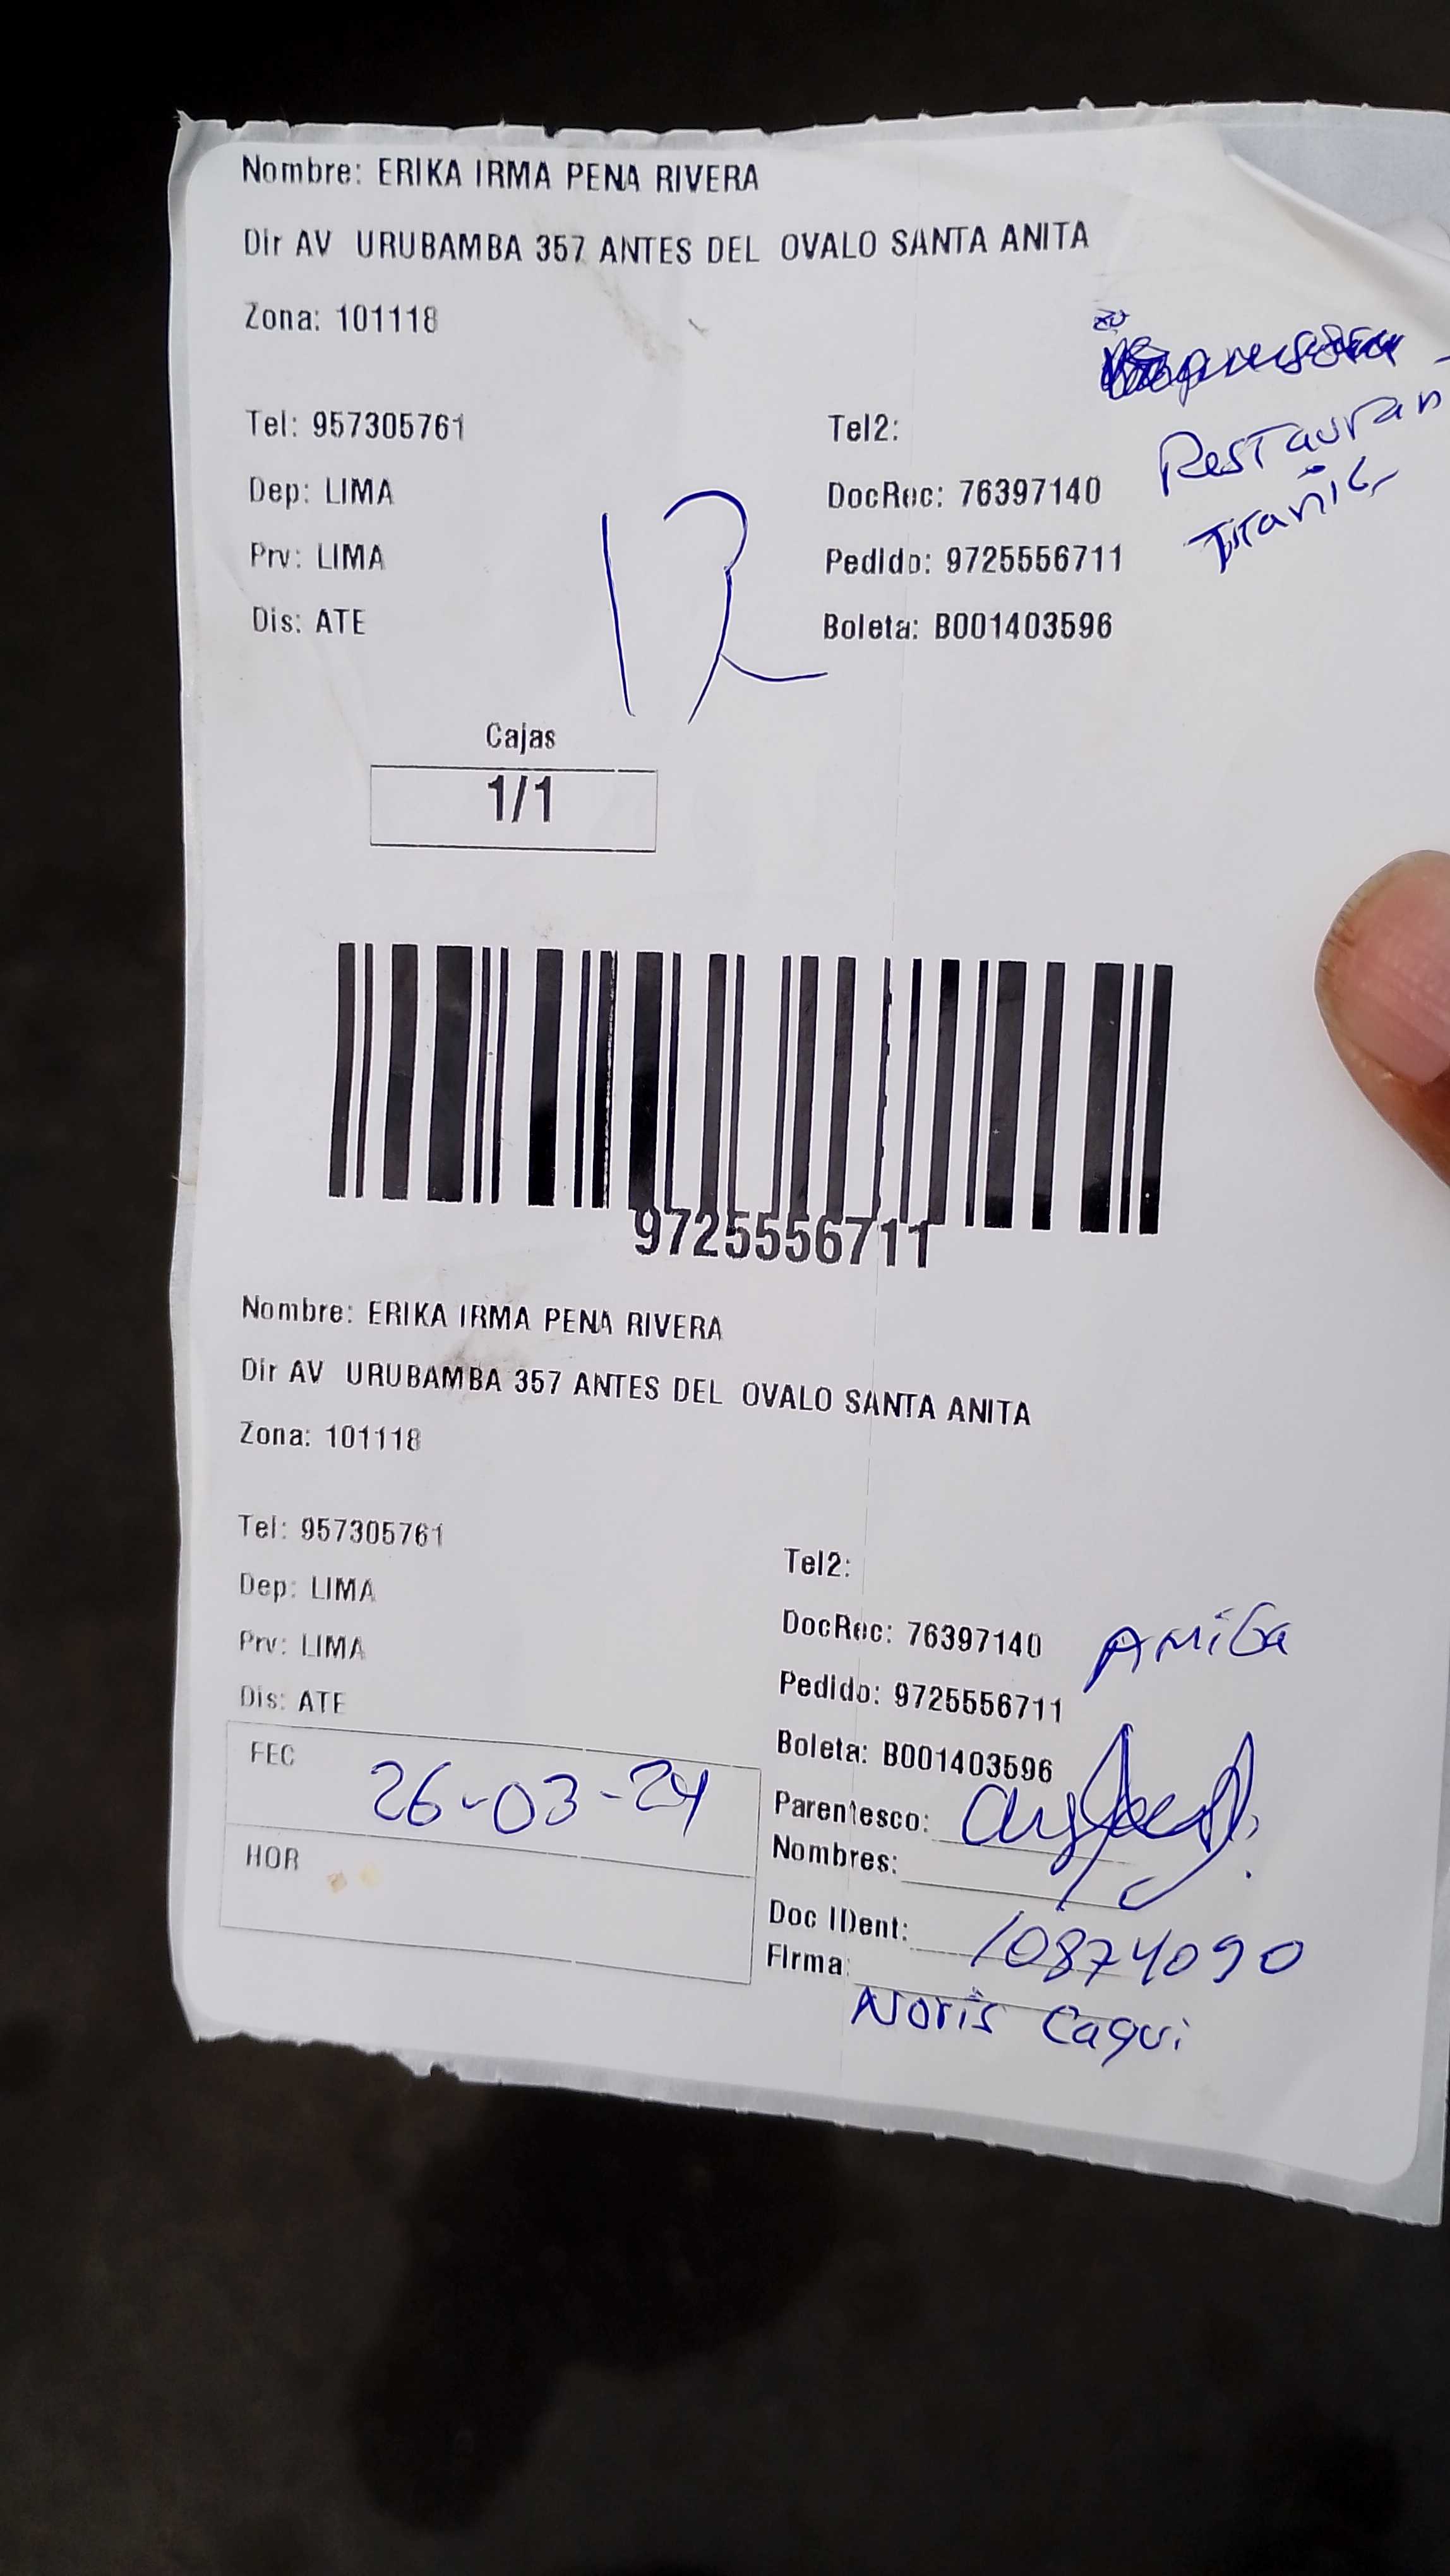 Nombre: ERIKA IRMA PENA RIVERA
Dir AV URUBAMBA 357 ANTES DEL OVALO SANTA ANITA
Zona: 101118
Restauran
Titanic
Tel: 957305761 Tel2:
Dep: LIMA DocRec: 76397140
Prv: LIMA Pedido: 9725556711
Dis: ATE Boleta: B001403596
R
Cajas
1/1
9725556711
Nombre: ERIKA IRMA PENA RIVERA
Dir AV URUBAMBA 357 ANTES DEL OVALO SANTA ANITA
Zona: 101118
Tel: 957305761 Tel2:
Dep: LIMA DocRec: 76397140
Amiga
Prv: LIMA Pedido: 9725556711
Dis: ATE Boleta: B001403596
FEC 26-03-24 Parentesco:
Nombres:
HOR Doc IDent: 10874090
Firma:
Noris Caqui